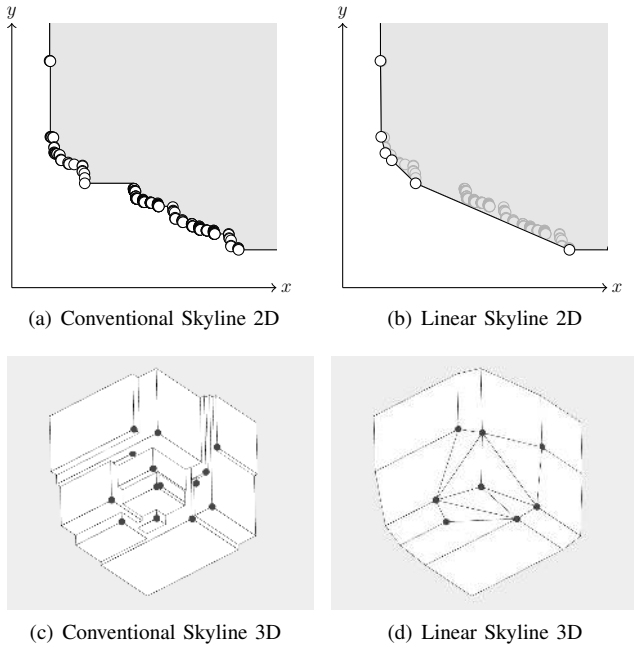 y
x
(a) Conventional Skyline 2D
y
x
(b) Linear Skyline 2D
(c) Conventional Skyline 3D
(d) Linear Skyline 3D